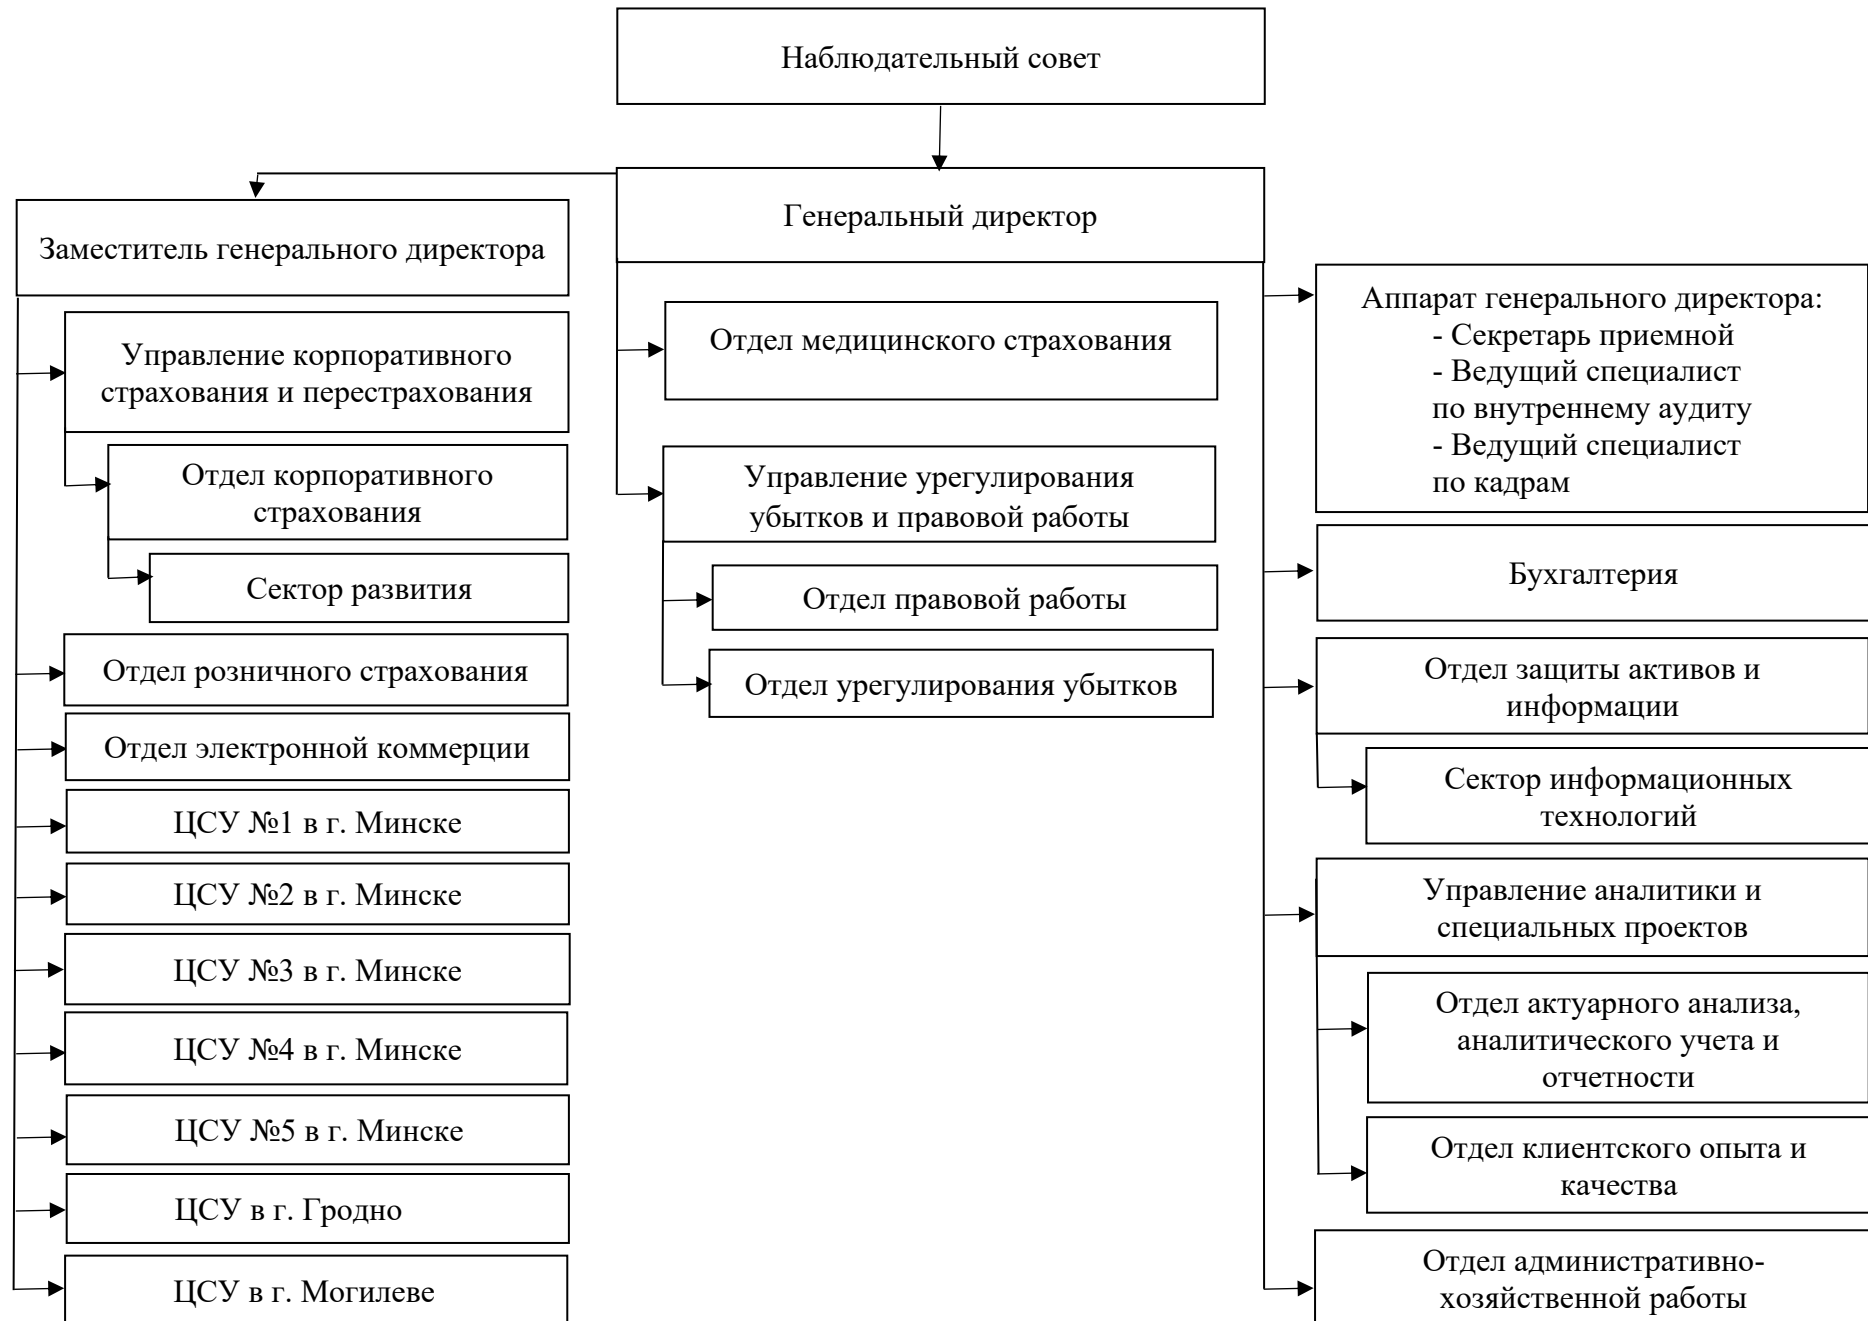 Наблюдательный совет
Генеральный директор
Заместитель генерального директора
Управление корпоративного
страхования и перестрахования
Отдел корпоративного
страхования
Сектор развития
Отдел розничного страхования
Отдел электронной коммерции
ЦСУ №1 в г. Минске
ЦСУ №2 в г. Минске
ЦСУ №3 в г. Минске
ЦСУ №4 в г. Минске
ЦСУ №5 в г. Минске
ЦСУ в г. Гродно
ЦСУ в г. Могилеве
Отдел медицинского страхования
Управление урегулирования
убытков и правовой работы
Отдел правовой работы
Отдел урегулирования убытков
Аппарат генерального директора:
- Секретарь приемной
- Ведущий специалист
по внутреннему аудиту
- Ведущий специалист
по кадрам
Бухгалтерия
Отдел защиты активов и
информации
Сектор информационных
технологий
Управление аналитики и
специальных проектов
Отдел актуарного анализа,
аналитического учета и
отчетности
Отдел клиентского опыта и
качества
Отдел административно-
хозяйственной работы